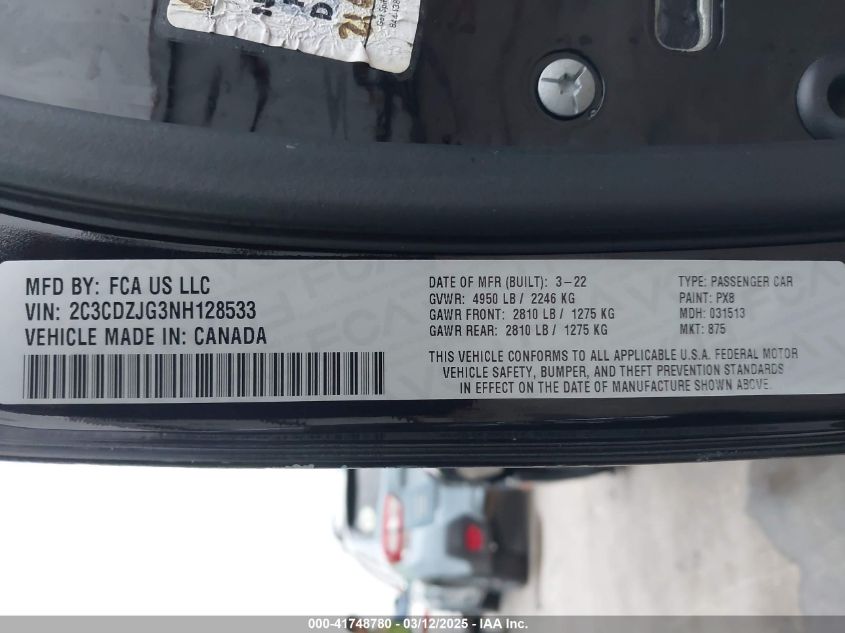 MFD BY: FCA US LLC
VIN: 2C3CDZJG3NH128533
VEHICLE MADE IN: CANADA
DATE OF MFR (BUILT): 3-22
GVWR: 4950 LB / 2246 KG
GAWR FRONT: 2810 LB / 1275 KG
GAWR REAR: 2810 LB / 1275 KG
TYPE: PASSENGER CAR
PAINT: PX8
MDH: 031513
MKT: 875
THIS VEHICLE CONFORMS TO ALL APPLICABLE U.S.A. FEDERAL MOTOR
VEHICLE SAFETY, BUMPER, AND THEFT PREVENTION STANDARDS
IN EFFECT ON THE DATE OF MANUFACTURE SHOWN ABOVE.
000-41748780 - 03/12/2025 - IAA Inc.